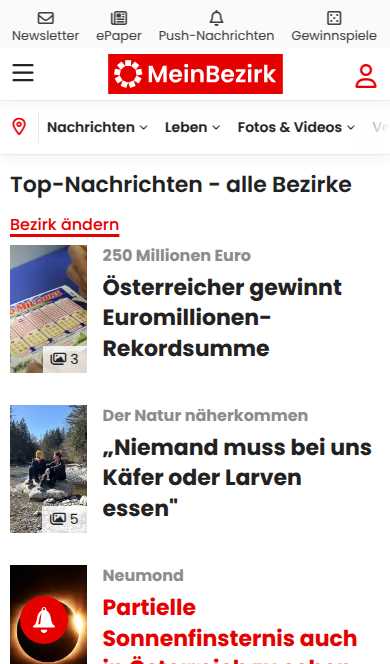 Newsletter ePaper Push-Nachrichten Gewinnspiele
MeinBezirk
Nachrichten Leben Fotos & Videos
Top-Nachrichten - alle Bezirke
Bezirk ändern
250 Millionen Euro
Österreicher gewinnt
Euromillionen-
Rekordsumme
3
Der Natur näherkommen
„Niemand muss bei uns
Käfer oder Larven
essen"
5
Neumond
Partielle
Sonnenfinsternis auch